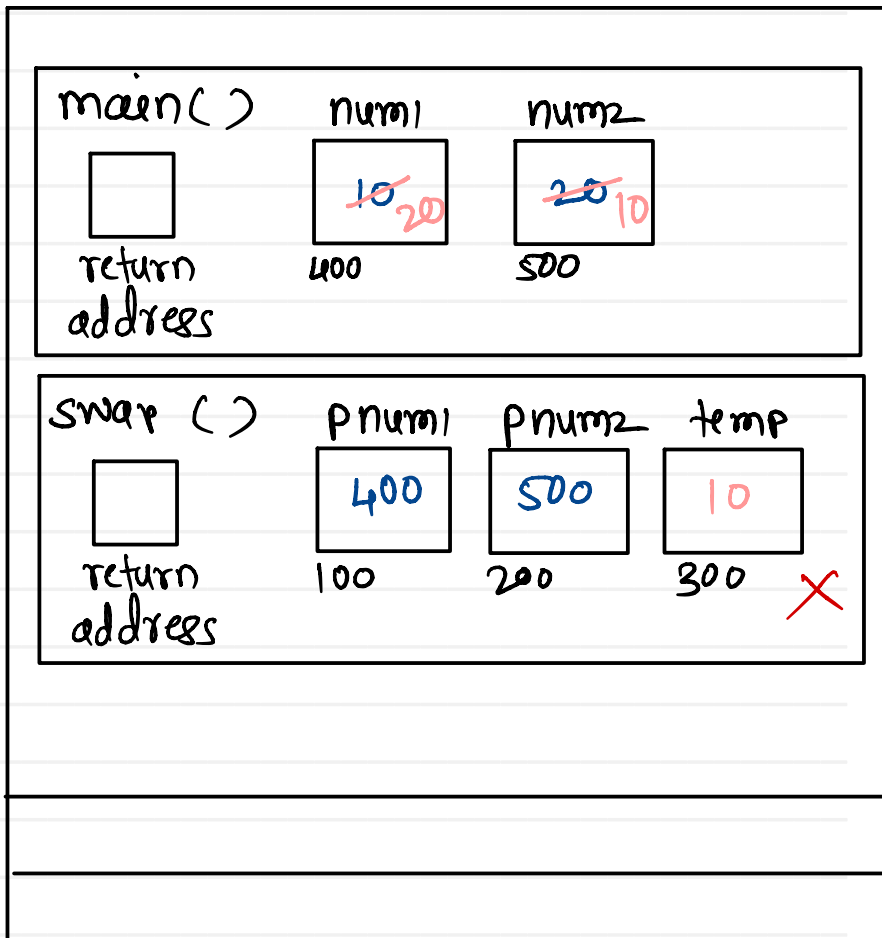 main() num1 num2
10 20 20 10
return 400 500
address
swap () pnum1 pnum2 temp
400 500 10
return 100 200 300
address